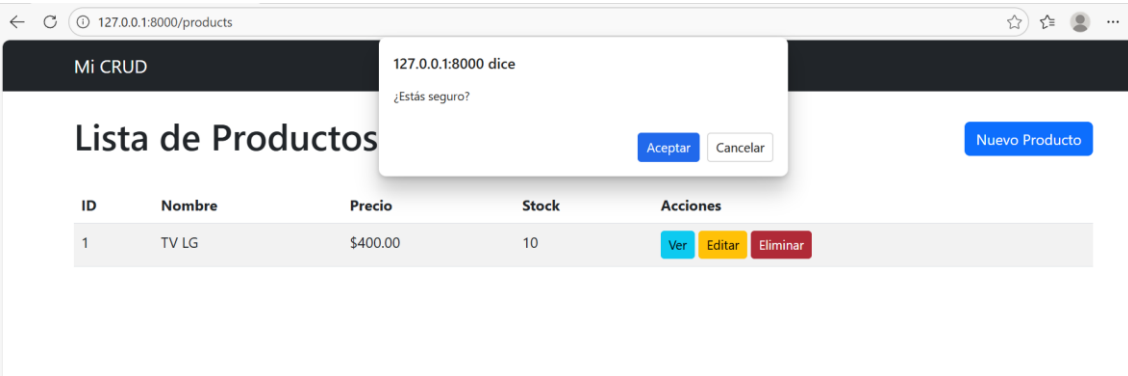 127.0.0.1:8000/products
Mi CRUD
127.0.0.1:8000 dice
¿Estás seguro?
Aceptar Cancelar
Lista de Productos
Nuevo Producto
ID Nombre Precio Stock Acciones
1 TV LG $400.00 10 Ver Editar Eliminar